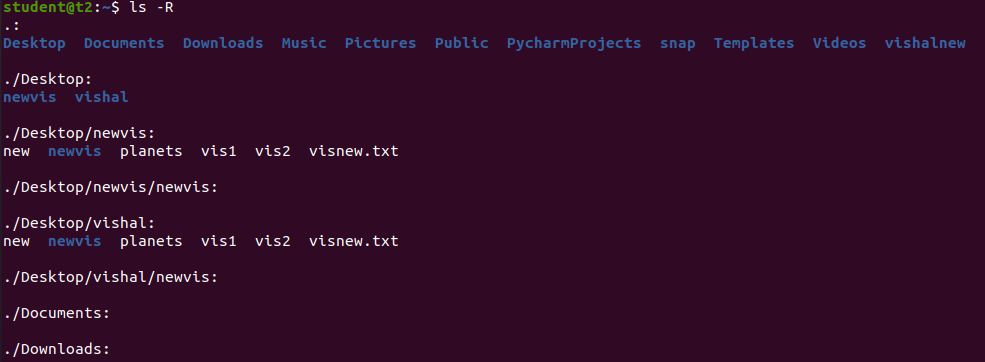 student@t2:~$ ls -R
.:
Desktop  Documents  Downloads  Music  Pictures  Public  PycharmProjects  snap  Templates  Videos  vishalnew
./Desktop:
newvis  vishal
./Desktop/newvis:
new  newvis  planets  vis1  vis2  visnew.txt
./Desktop/newvis/newvis:
./Desktop/vishal:
new  newvis  planets  vis1  vis2  visnew.txt
./Desktop/vishal/newvis:
./Documents:
./Downloads: